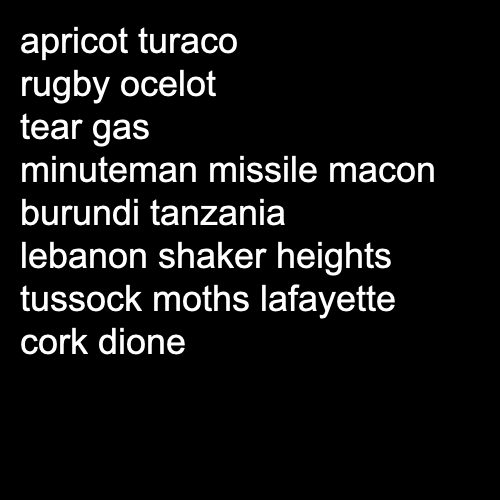 apricot turaco
rugby ocelot
tear gas
minuteman missile macon
burundi tanzania
lebanon shaker heights
tussock moths lafayette
cork dione